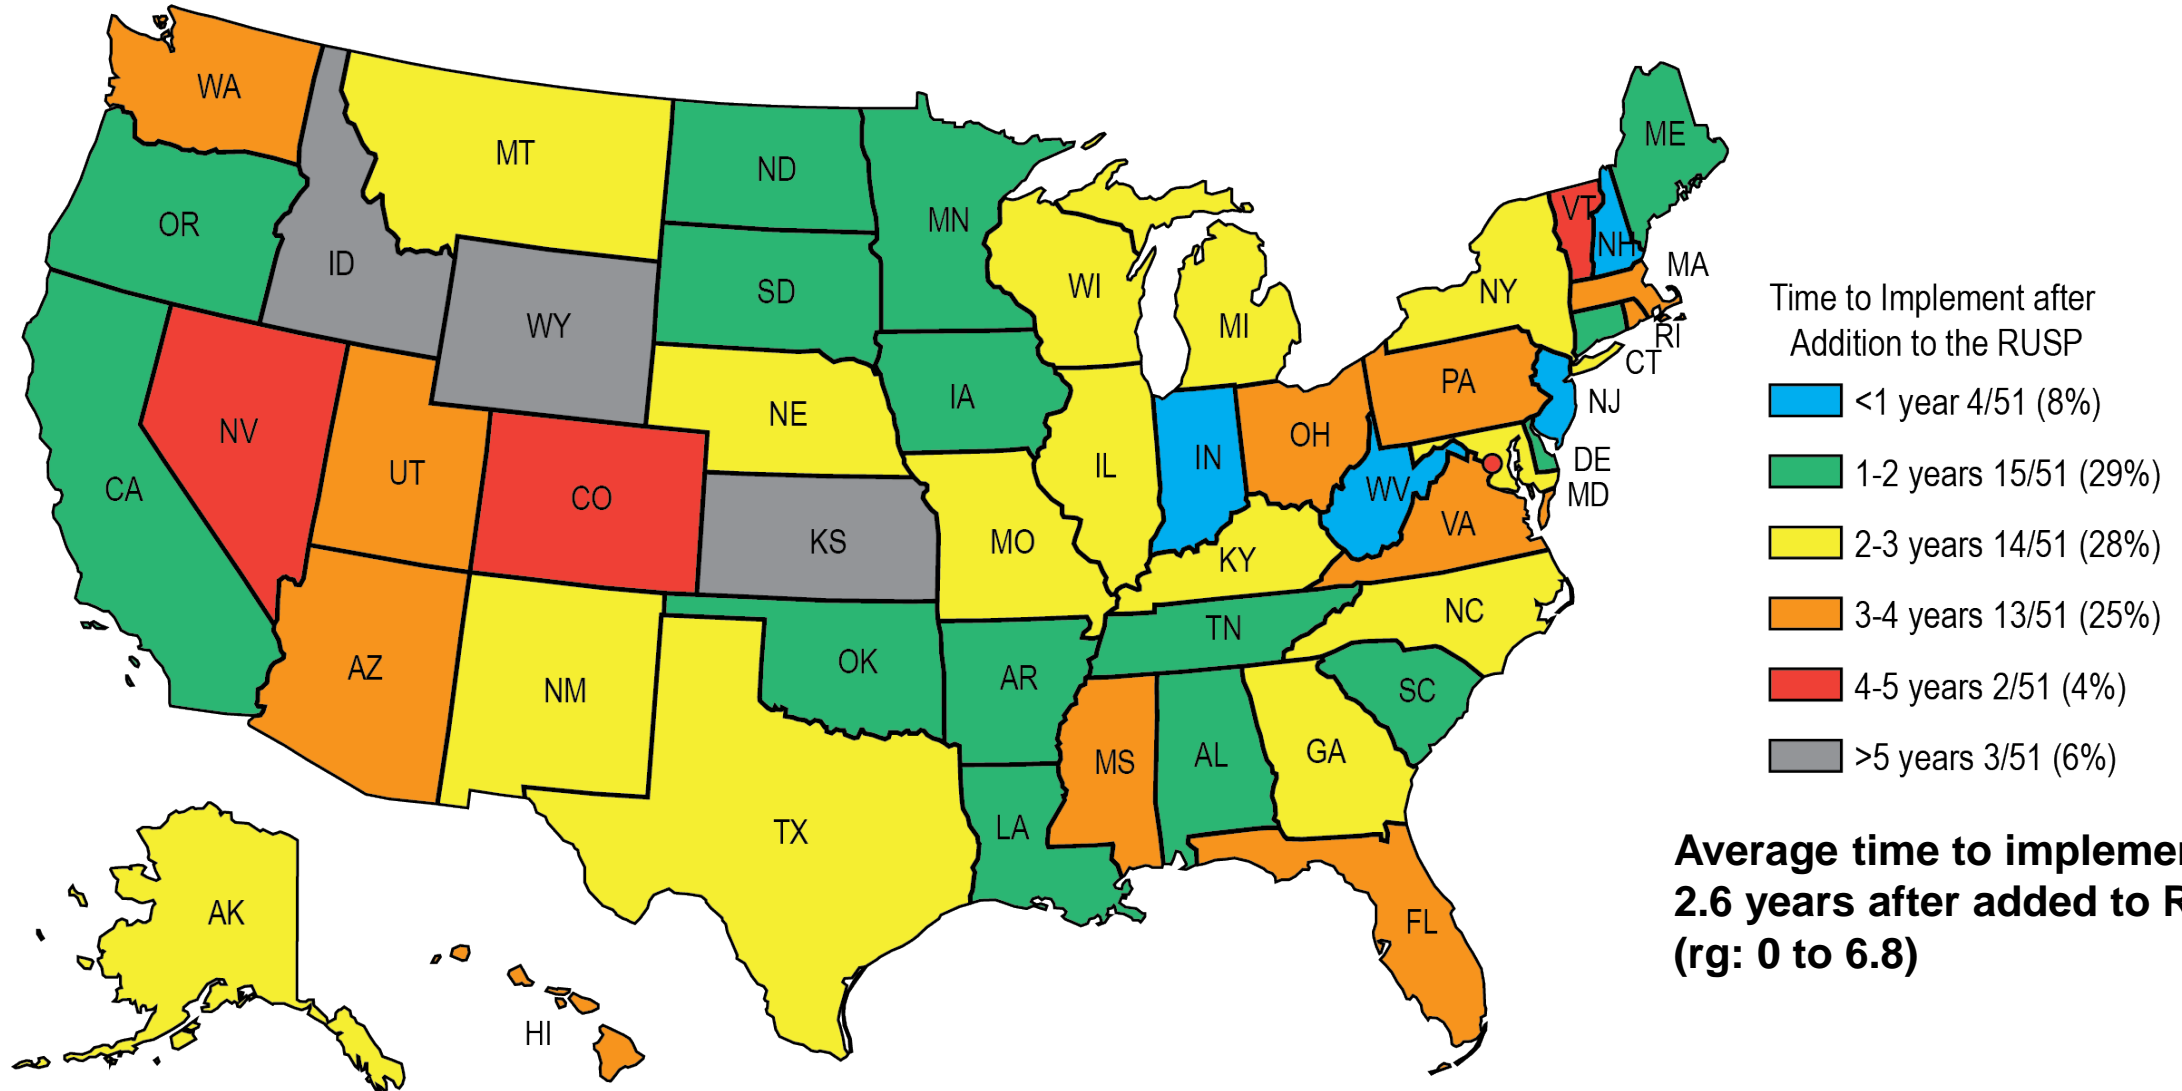 WA
MT
ND
MN
ME
OR
ID
SD
WI
MI
NY
VT
NH
MA
RI
CT
WY
IA
NE
PA
NJ
NV
UT
CO
CA
IL
IN
OH
WV
DE
MD
VA
KS
MO
KY
NC
TN
AZ
NM
OK
AR
SC
MS
AL
GA
TX
LA
AK
FL
HI
Time to Implement after
Addition to the RUSP
<1 year 4/51 (8%)
1-2 years 15/51 (29%)
2-3 years 14/51 (28%)
3-4 years 13/51 (25%)
4-5 years 2/51 (4%)
>5 years 3/51 (6%)
Average time to
2.6 years after added to
(rg: 0 to 6.8)